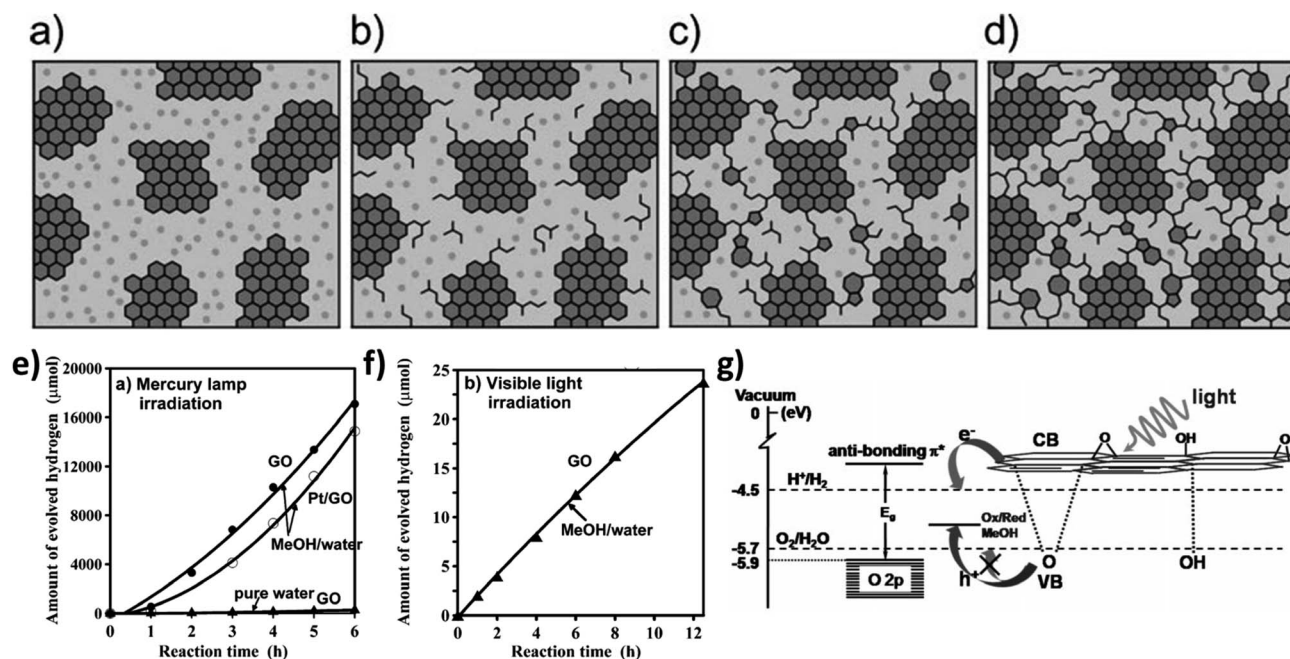 a)
b)
c)
d)
e)
a) Mercury lamp
irradiation
GO
Pt/GO
MeOH/water
pure water
GO
Amount of evolved hydrogen (μmol)
20000
16000
12000
8000
4000
0
0 1 2 3 4 5 6
Reaction time (h)
f)
b) Visible light
irradiation
GO
MeOH/water
Amount of evolved hydrogen (μmol)
25
20
15
10
5
0
0 2 4 6 8 10 12
Reaction time (h)
g)
Vacuum
0 (eV)
light
e-
CB
O
OH
O
anti-bonding π*
H+/H2
-4.5
Eg
Ox/Red
MeOH
O2/H2O
-5.7
-5.9
O 2p
h+
O
VB
OH